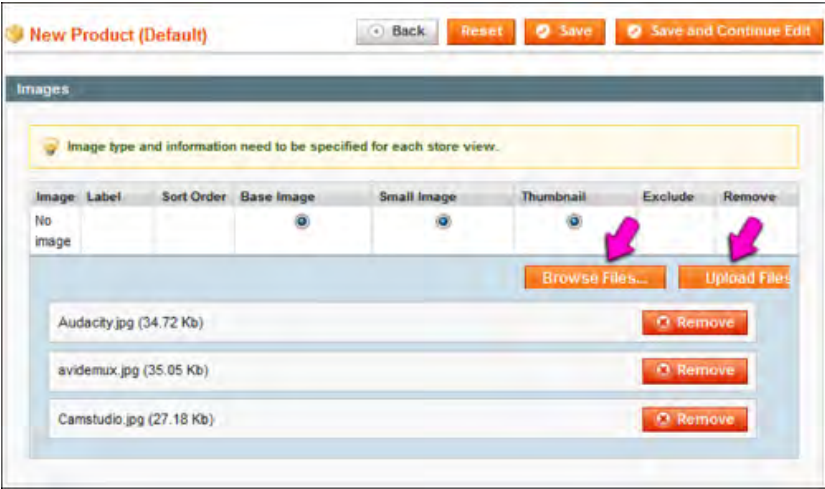 New Product (Default) Back Reset Save Save and Continue Edit
Images
Image type and information need to be specified for each store view.
Image Label Sort Order Base Image Small Image Thumbnail Exclude Remove
No
image
Browse Files... Upload Files
Audacity.jpg (34.72 Kb) Remove
avidemux.jpg (35.05 Kb) Remove
Camstudio.jpg (27.18 Kb) Remove